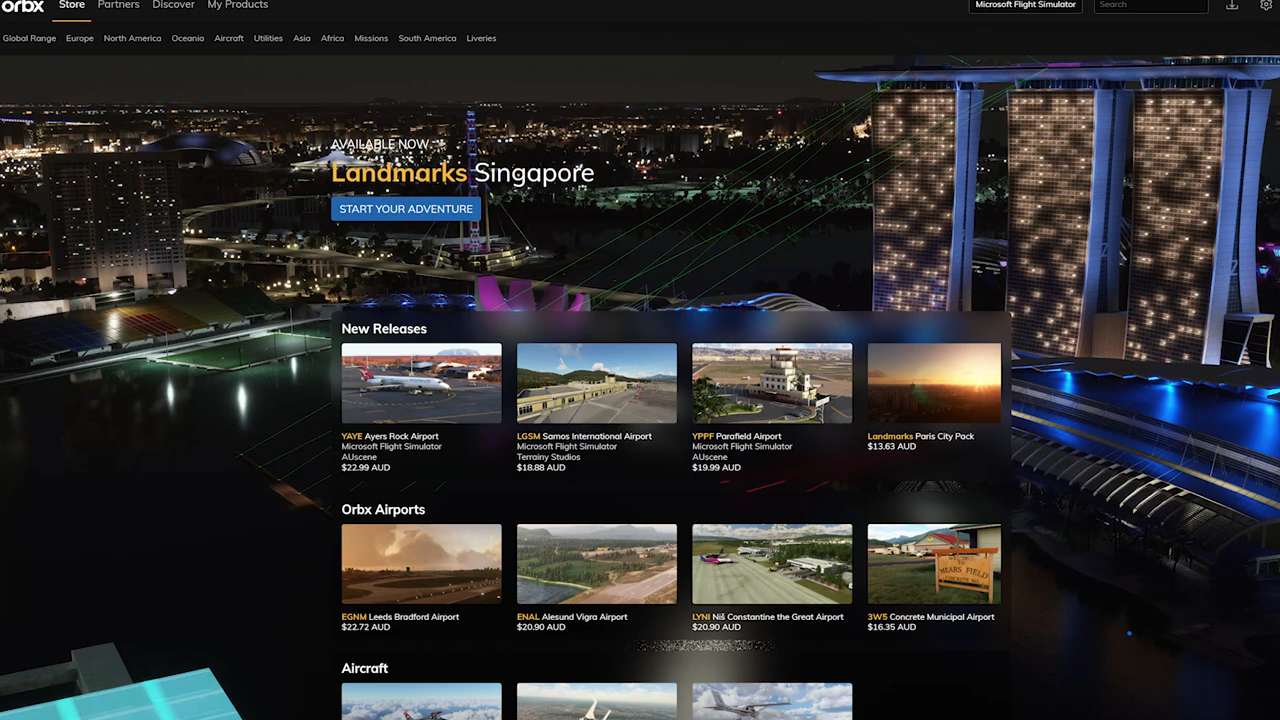 orbx
Store Partners Discover My Products
Microsoft Flight Simulator
Search
Global Range Europe North America Oceania Aircraft Utilities Asia Africa Missions South America Liveries
AVAILABLE NOW
Landmarks Singapore
START YOUR ADVENTURE
New Releases
YAYE Ayers Rock Airport
Microsoft Flight Simulator
AUscene
$22.99 AUD
LGSM Samos International Airport
Microsoft Flight Simulator
Terrainy Studios
$18.88 AUD
YPPF Parafield Airport
Microsoft Flight Simulator
AUscene
$19.99 AUD
Landmarks Paris City Pack
$13.63 AUD
Orbx Airports
EGNM Leeds Bradford Airport
$22.72 AUD
ENAL Alesund Vigra Airport
$20.90 AUD
LYNI Niš Constantine the Great Airport
$20.90 AUD
MEARS FIELD
3W5 Concrete Municipal Airport
$16.35 AUD
Aircraft